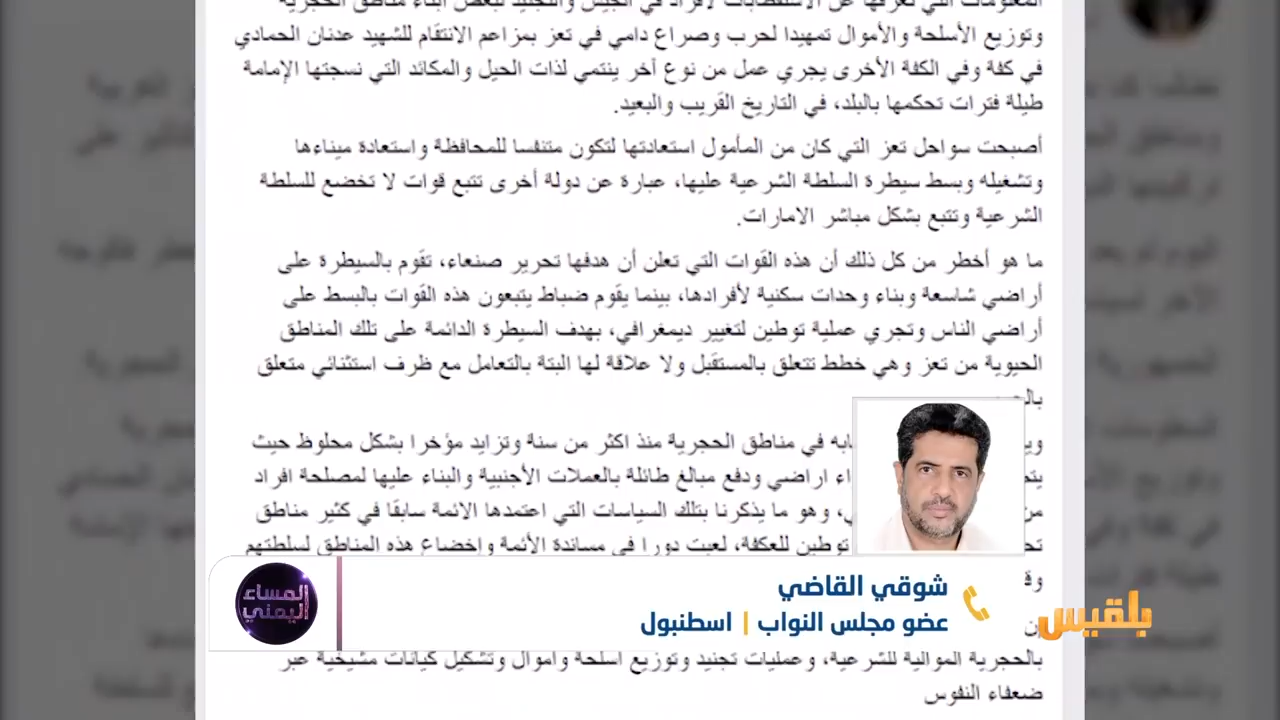 المعلومات التي تعرفها عن الاستقطابات لأفراد في الجيش والتجنيد لبعض أبناء مناطق الحجرية
وتوزيع الأسلحة والأموال تمهيدا لحرب وصراع دامي في تعز بمزاعم الانتقام للشهيد عدنان الحمادي
في كفة وفي الكفة الأخرى يجري عمل من نوع أخر ينتمي لذات الحيل والمكائد التي نسجتها الإمامة
طيلة فترات تحكمها بالبلد، في التاريخ القريب والبعيد.
أصبحت سواحل تعز التي كان من المأمول استعادتها لتكون متنفسا للمحافظة واستعادة ميناءها
وتشغيله وبسط سيطرة السلطة الشرعية عليها، عبارة عن دولة أخرى تتبع قوات لا تخضع للسلطة
الشرعية وتتبع بشكل مباشر الامارات.
ما هو أخطر من كل ذلك أن هذه القوات التي تعلن أن هدفها تحرير صنعاء، تقوم بالسيطرة على
أراضي شاسعة وبناء وحدات سكنية لأفرادها، بينما يقوم ضباط يتبعون هذه القوات بالبسط على
أراضي الناس وتجري عملية توطين لتغيير ديمغرافي، بهدف السيطرة الدائمة على تلك المناطق
الحيوية من تعز وهي خطط تتعلق بالمستقبل ولا علاقة لها البتة بالتعامل مع ظرف استثنائي متعلق
في مناطق الحجرية منذ اكثر من سنة وتزايد مؤخرا بشكل محلوظ حيث
اراضي ودفع مبالغ طائلة بالعملات الأجنبية والبناء عليها لمصلحة افراد
وهو ما يذكرنا بتلك السياسات التي اعتمدها الائمة سابقا في كثير مناطق
توطين للعكفة، لعبت دورا في مساندة الأئمة وإخضاع هذه المناطق لسلطتهم
المساء
اليمني
شوقي القاضي
عضو مجلس النواب | اسطنبول
بلقيس
بالحجرية الموالية للشرعية، وعمليات تجنيد وتوزيع اسلحة واموال وتشكيل كيانات مشيخية عبر
ضعفاء النفوس